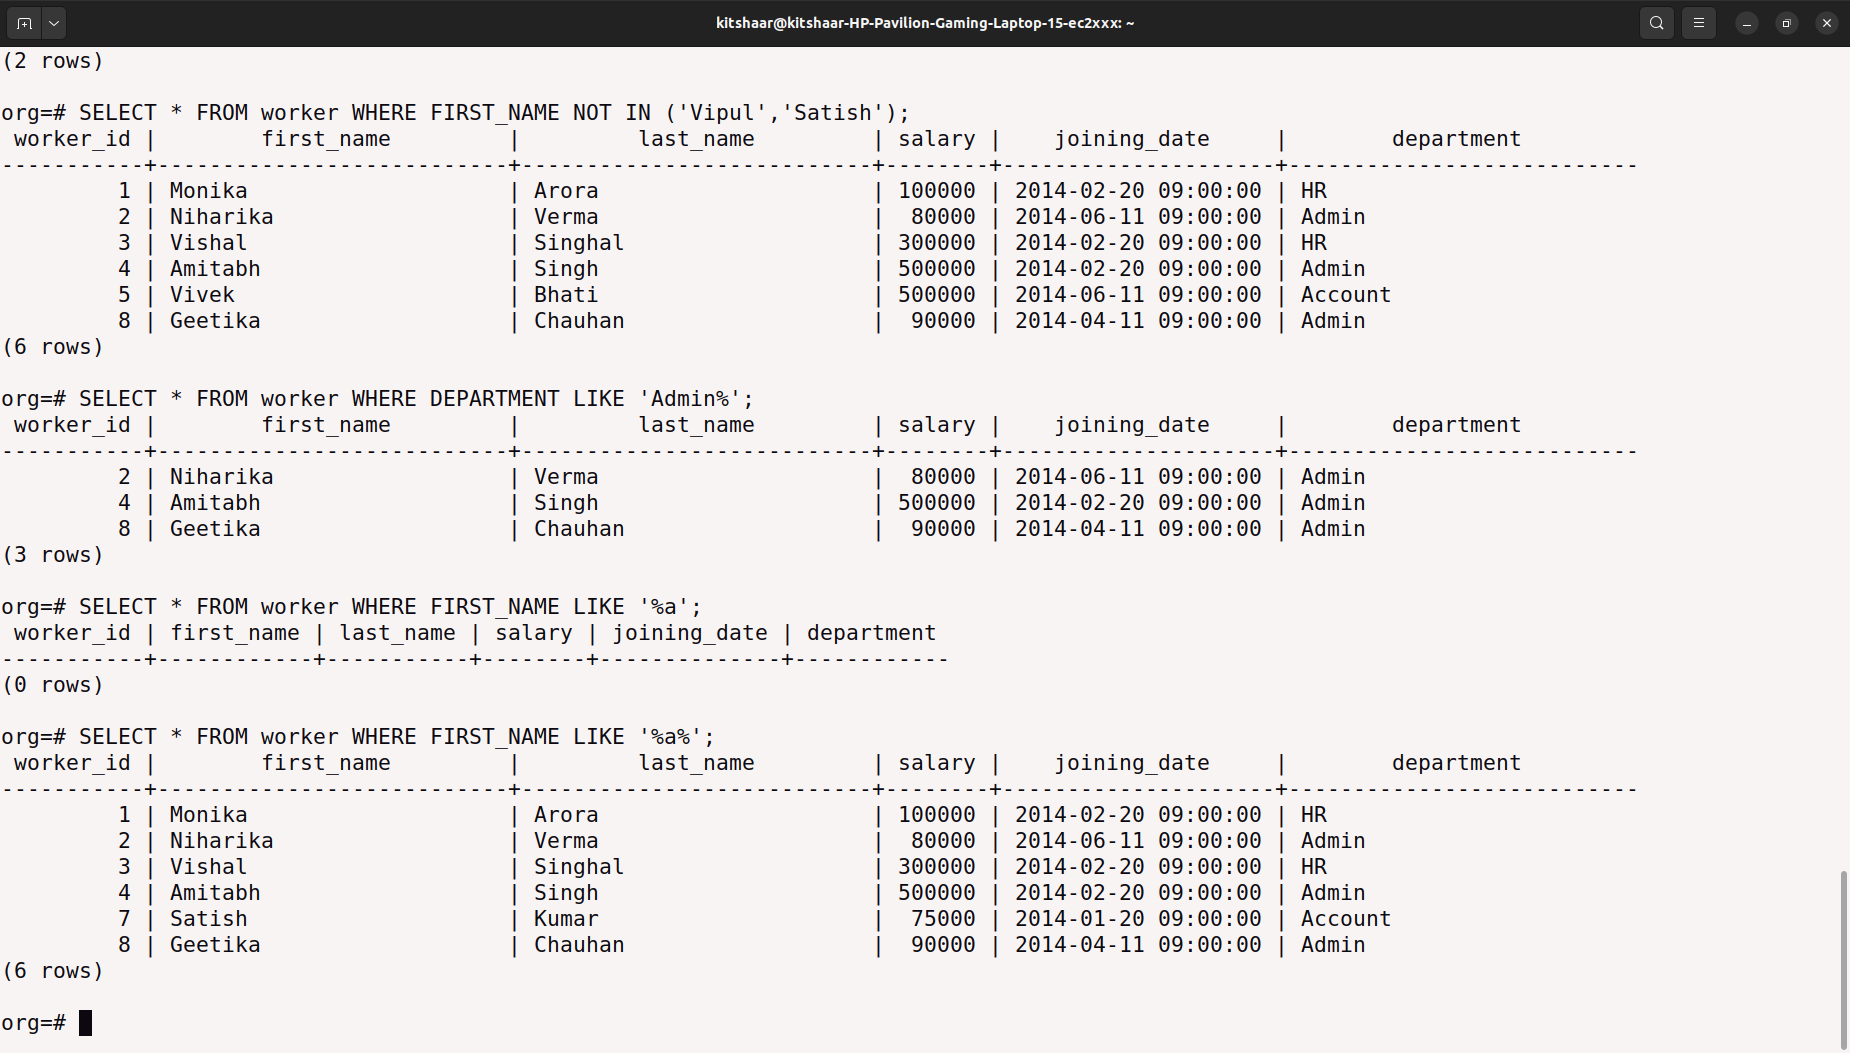 kitshaar@kitshaar-HP-Pavilion-Gaming-Laptop-15-ec2xxx: ~
(2 rows)
org=# SELECT * FROM worker WHERE FIRST_NAME NOT IN ('Vipul','Satish');
 worker_id |        first_name         |         last_name         | salary |    joining_date     |        department
-----------+---------------------------+---------------------------+--------+---------------------+---------------------------
         1 | Monika                    | Arora                     | 100000 | 2014-02-20 09:00:00 | HR
         2 | Niharika                  | Verma                     |  80000 | 2014-06-11 09:00:00 | Admin
         3 | Vishal                    | Singhal                   | 300000 | 2014-02-20 09:00:00 | HR
         4 | Amitabh                   | Singh                     | 500000 | 2014-02-20 09:00:00 | Admin
         5 | Vivek                     | Bhati                     | 500000 | 2014-06-11 09:00:00 | Account
         8 | Geetika                   | Chauhan                   |  90000 | 2014-04-11 09:00:00 | Admin
(6 rows)
org=# SELECT * FROM worker WHERE DEPARTMENT LIKE 'Admin%';
 worker_id |        first_name         |         last_name         | salary |    joining_date     |        department
-----------+---------------------------+---------------------------+--------+---------------------+---------------------------
         2 | Niharika                  | Verma                     |  80000 | 2014-06-11 09:00:00 | Admin
         4 | Amitabh                   | Singh                     | 500000 | 2014-02-20 09:00:00 | Admin
         8 | Geetika                   | Chauhan                   |  90000 | 2014-04-11 09:00:00 | Admin
(3 rows)
org=# SELECT * FROM worker WHERE FIRST_NAME LIKE '%a';
 worker_id | first_name | last_name | salary | joining_date | department
-----------+------------+-----------+--------+--------------+------------
(0 rows)
org=# SELECT * FROM worker WHERE FIRST_NAME LIKE '%a%';
 worker_id |        first_name         |         last_name         | salary |    joining_date     |        department
-----------+---------------------------+---------------------------+--------+---------------------+---------------------------
         1 | Monika                    | Arora                     | 100000 | 2014-02-20 09:00:00 | HR
         2 | Niharika                  | Verma                     |  80000 | 2014-06-11 09:00:00 | Admin
         3 | Vishal                    | Singhal                   | 300000 | 2014-02-20 09:00:00 | HR
         4 | Amitabh                   | Singh                     | 500000 | 2014-02-20 09:00:00 | Admin
         7 | Satish                    | Kumar                     |  75000 | 2014-01-20 09:00:00 | Account
         8 | Geetika                   | Chauhan                   |  90000 | 2014-04-11 09:00:00 | Admin
(6 rows)
org=#